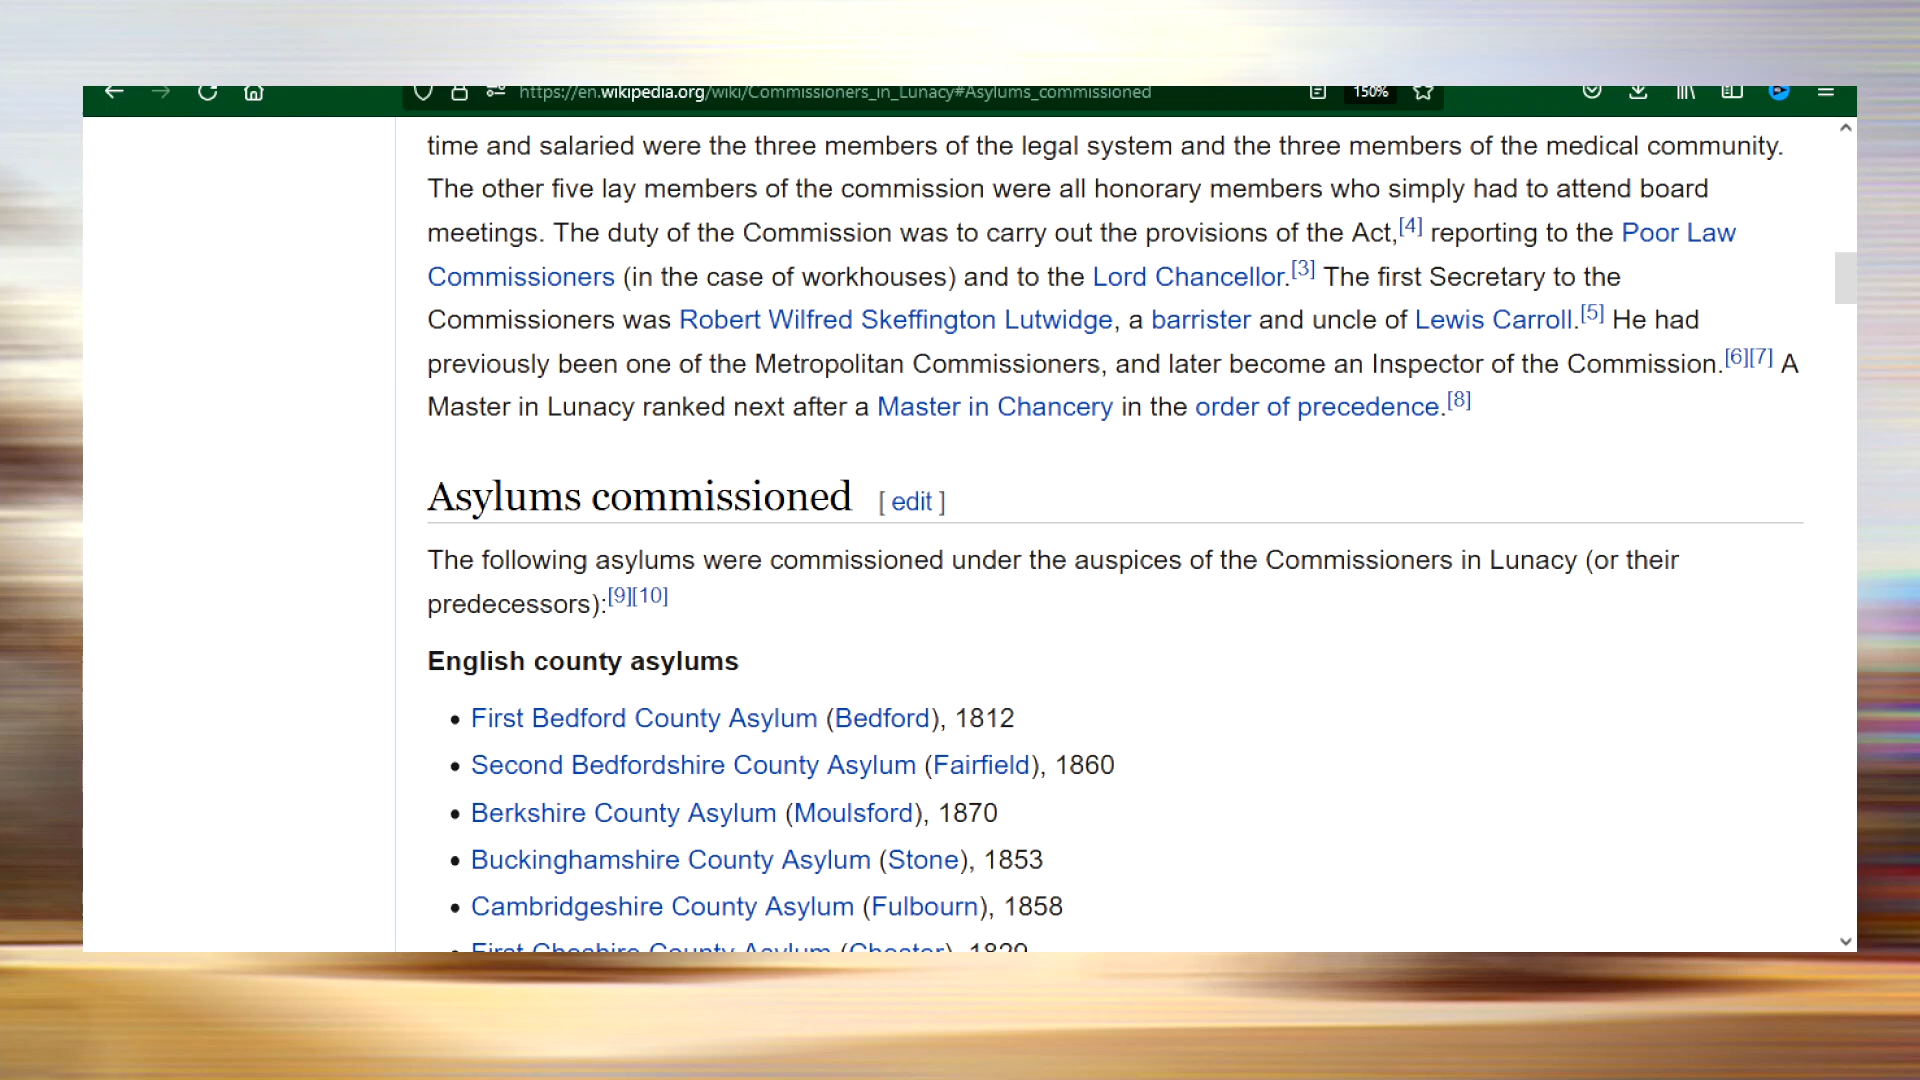 https://en.wikipedia.org/wiki/Commissioners_in_Lunacy#Asylums_commissioned 150%
time and salaried were the three members of the legal system and the three members of the medical community.
The other five lay members of the commission were all honorary members who simply had to attend board
meetings. The duty of the Commission was to carry out the provisions of the Act,[4] reporting to the Poor Law
Commissioners (in the case of workhouses) and to the Lord Chancellor.[3] The first Secretary to the
Commissioners was Robert Wilfred Skeffington Lutwidge, a barrister and uncle of Lewis Carroll.[5] He had
previously been one of the Metropolitan Commissioners, and later become an Inspector of the Commission.[6][7] A
Master in Lunacy ranked next after a Master in Chancery in the order of precedence.[8]
Asylums commissioned [ edit ]
The following asylums were commissioned under the auspices of the Commissioners in Lunacy (or their
predecessors):[9][10]
English county asylums
• First Bedford County Asylum (Bedford), 1812
• Second Bedfordshire County Asylum (Fairfield), 1860
• Berkshire County Asylum (Moulsford), 1870
• Buckinghamshire County Asylum (Stone), 1853
• Cambridgeshire County Asylum (Fulbourn), 1858
• First Cheshire County Asylum (Chester), 1829